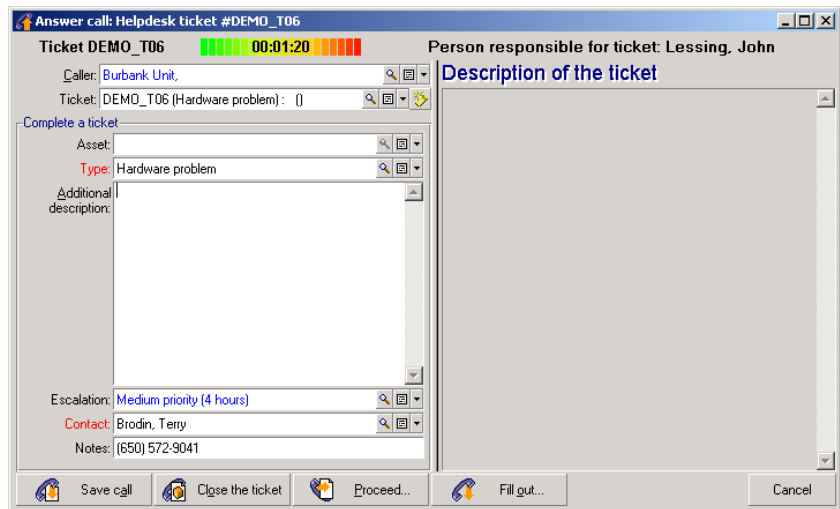 Answer call: Helpdesk ticket #DEMO_T06
Ticket DEMO_T06 00:01:20 Person responsible for ticket: Lessing, John
Caller: Burbank Unit,
Description of the ticket
Ticket: DEMO_T06 (Hardware problem) : ()
Complete a ticket
Asset:
Type: Hardware problem
Additional
description:
Escalation: Medium priority (4 hours)
Contact: Brodin, Terry
Notes: (650) 572-9041
Save call Close the ticket Proceed... Fill out... Cancel